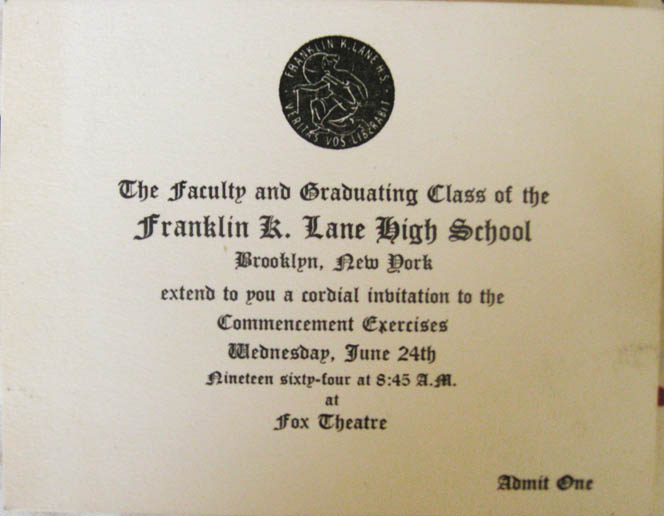 FRANKLIN K. LANE H.S.
VERITAS VOS LIBERABIT
The Faculty and Graduating Class of the
Franklin K. Lane High School
Brooklyn, New York
extend to you a cordial invitation to the
Commencement Exercises
Wednesday, June 24th
Nineteen sixty-four at 8:45 A.M.
at
Fox Theatre
Admit One